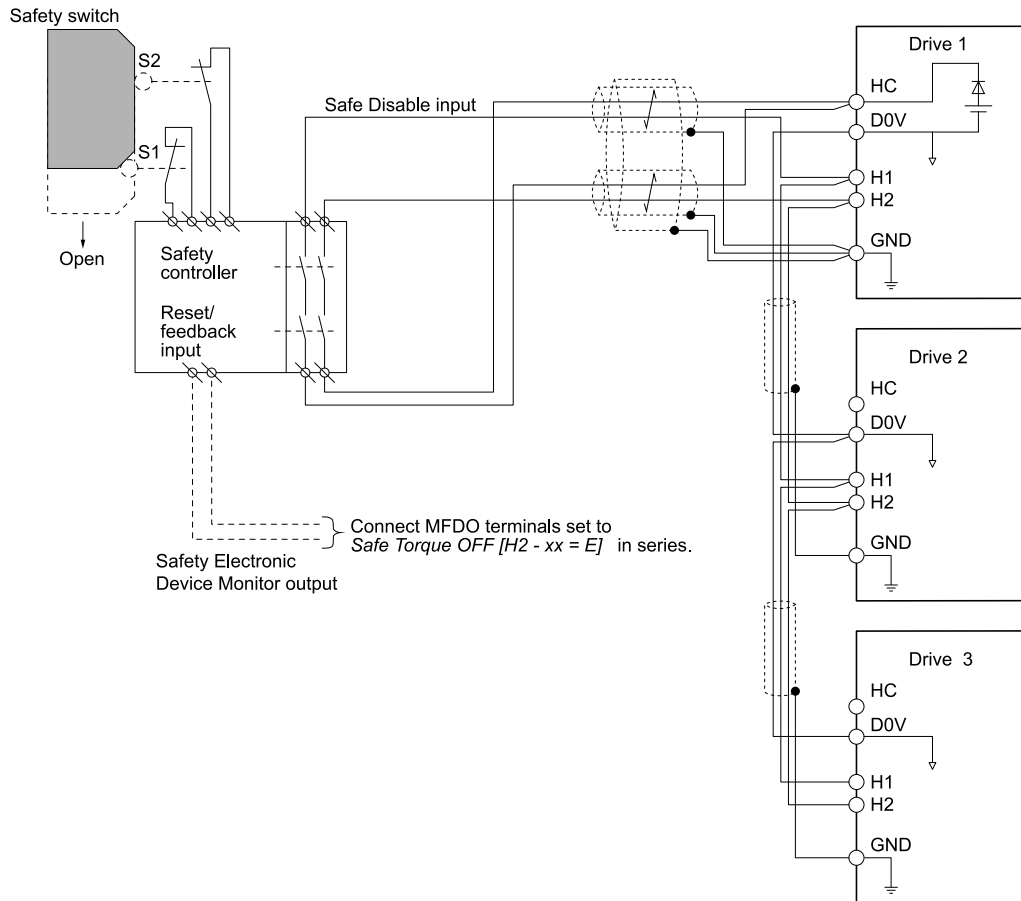 Safety switch
S2
S1
Open
Safety
controller
Reset/
feedback
input
Safe Disable input
Connect MFDO terminals set to
Safe Torque OFF [H2 - xx = E] in series.
Safety Electronic
Device Monitor output
Drive 1
HC
D0V
H1
H2
GND
Drive 2
HC
D0V
H1
H2
GND
Drive 3
HC
D0V
H1
H2
GND